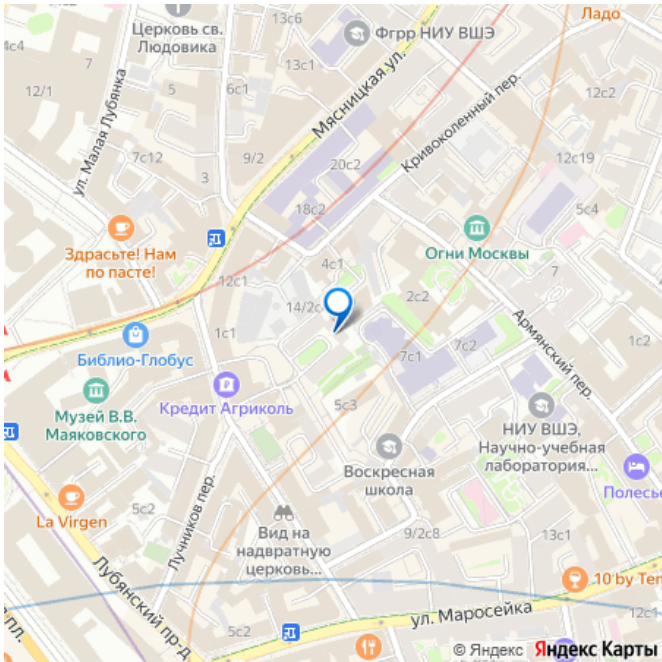 Ладо
13с6
Церковь св.
Людовика
Фгрр НИУ ВШЭ
4с4
7
5
13с1
12/1
6с1
12с2
ул. Малая Лубянка
Мясницкая ул.
Кривоколенный пер.
7с12
9/2
20с2
12с19
3
18с2
5с4
Здрасьте! Нам
по пасте!
Огни Москвы
4с1
7
12с1
14/2с
2с2
Армянский пер.
1с1
7с1
7с2
1с2
Библио-Глобус
Кредит Агриколь
Музей В.В.
Маяковского
5с3
НИУ ВШЭ,
Научно-учебная
лаборатория...
Воскресная
школа
Полесье
La Virgen
5с2
Лучников пер.
Вид на
надвратную
церковь...
9/2с8
13с1
Лубянский пр-д
10 by Ten
12с1
ул. Маросейка
пл.
5с2
© Яндекс Яндекс Карты